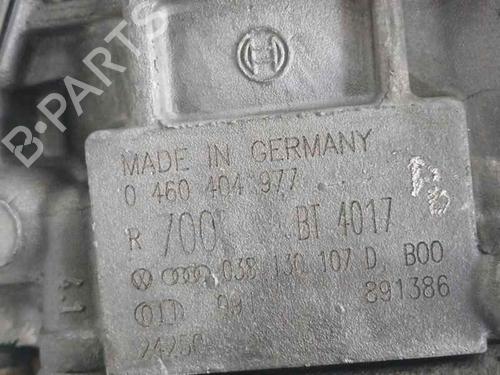 B-PARTS
MADE IN GERMANY
0 460 404 977
R 700 BT 4017
038 130 107 D B00
891386